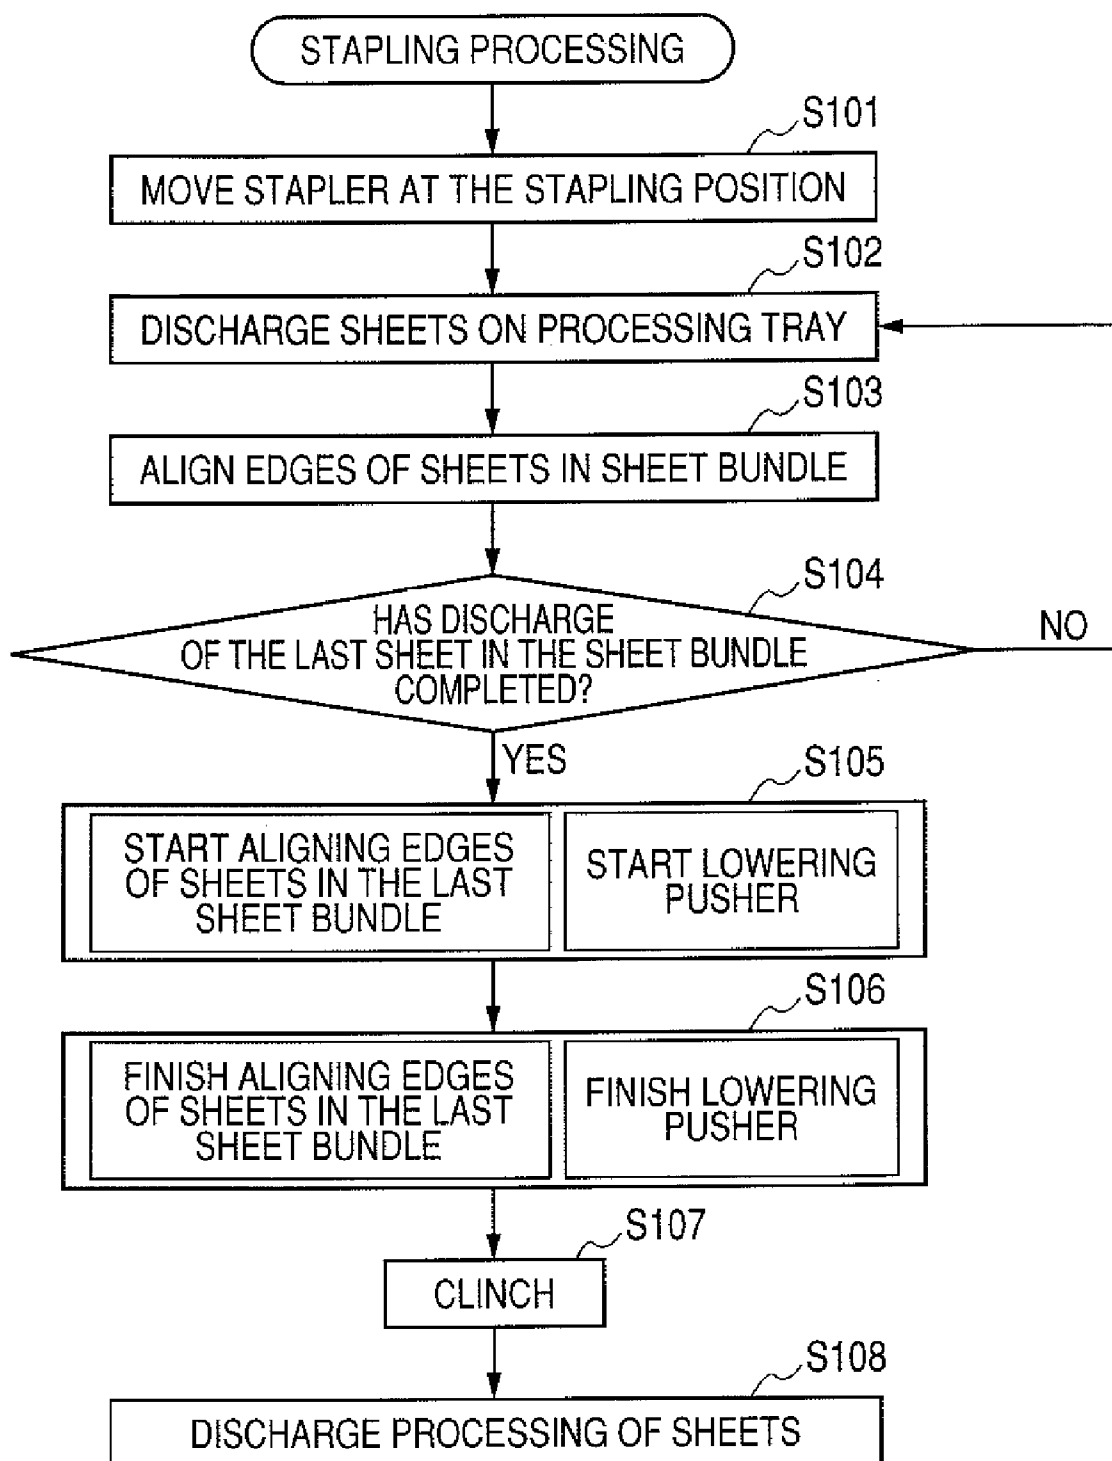 STAPLING PROCESSING
S101
MOVE STAPLER AT THE STAPLING POSITION
S102
DISCHARGE SHEETS ON PROCESSING TRAY
S103
ALIGN EDGES OF SHEETS IN SHEET BUNDLE
S104
HAS DISCHARGE
OF THE LAST SHEET IN THE SHEET BUNDLE
COMPLETED?
NO
YES
S105
START ALIGNING EDGES
OF SHEETS IN THE LAST
SHEET BUNDLE
START LOWERING
PUSHER
S106
FINISH ALIGNING EDGES
OF SHEETS IN THE LAST
SHEET BUNDLE
FINISH LOWERING
PUSHER
S107
CLINCH
S108
DISCHARGE PROCESSING OF SHEETS